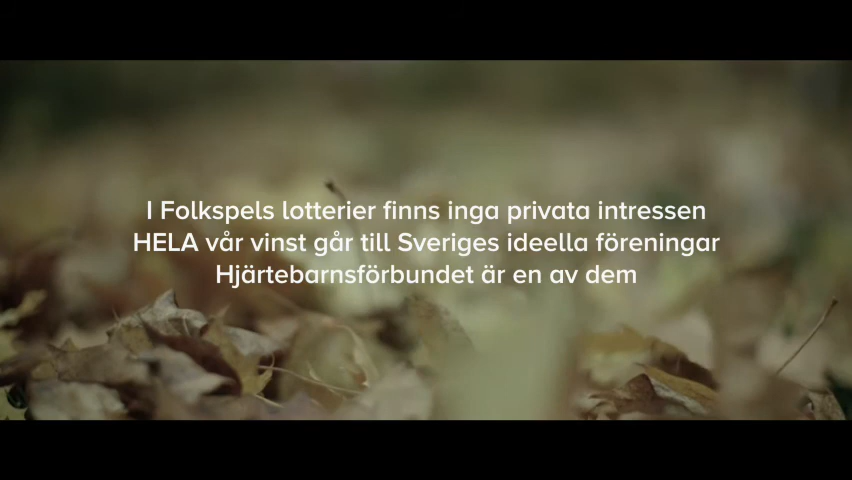 I Folkspels lotterier finns inga privata intressen
HELA vår vinst går till Sveriges ideella föreningar
Hjärtebarnsförbundet är en av dem